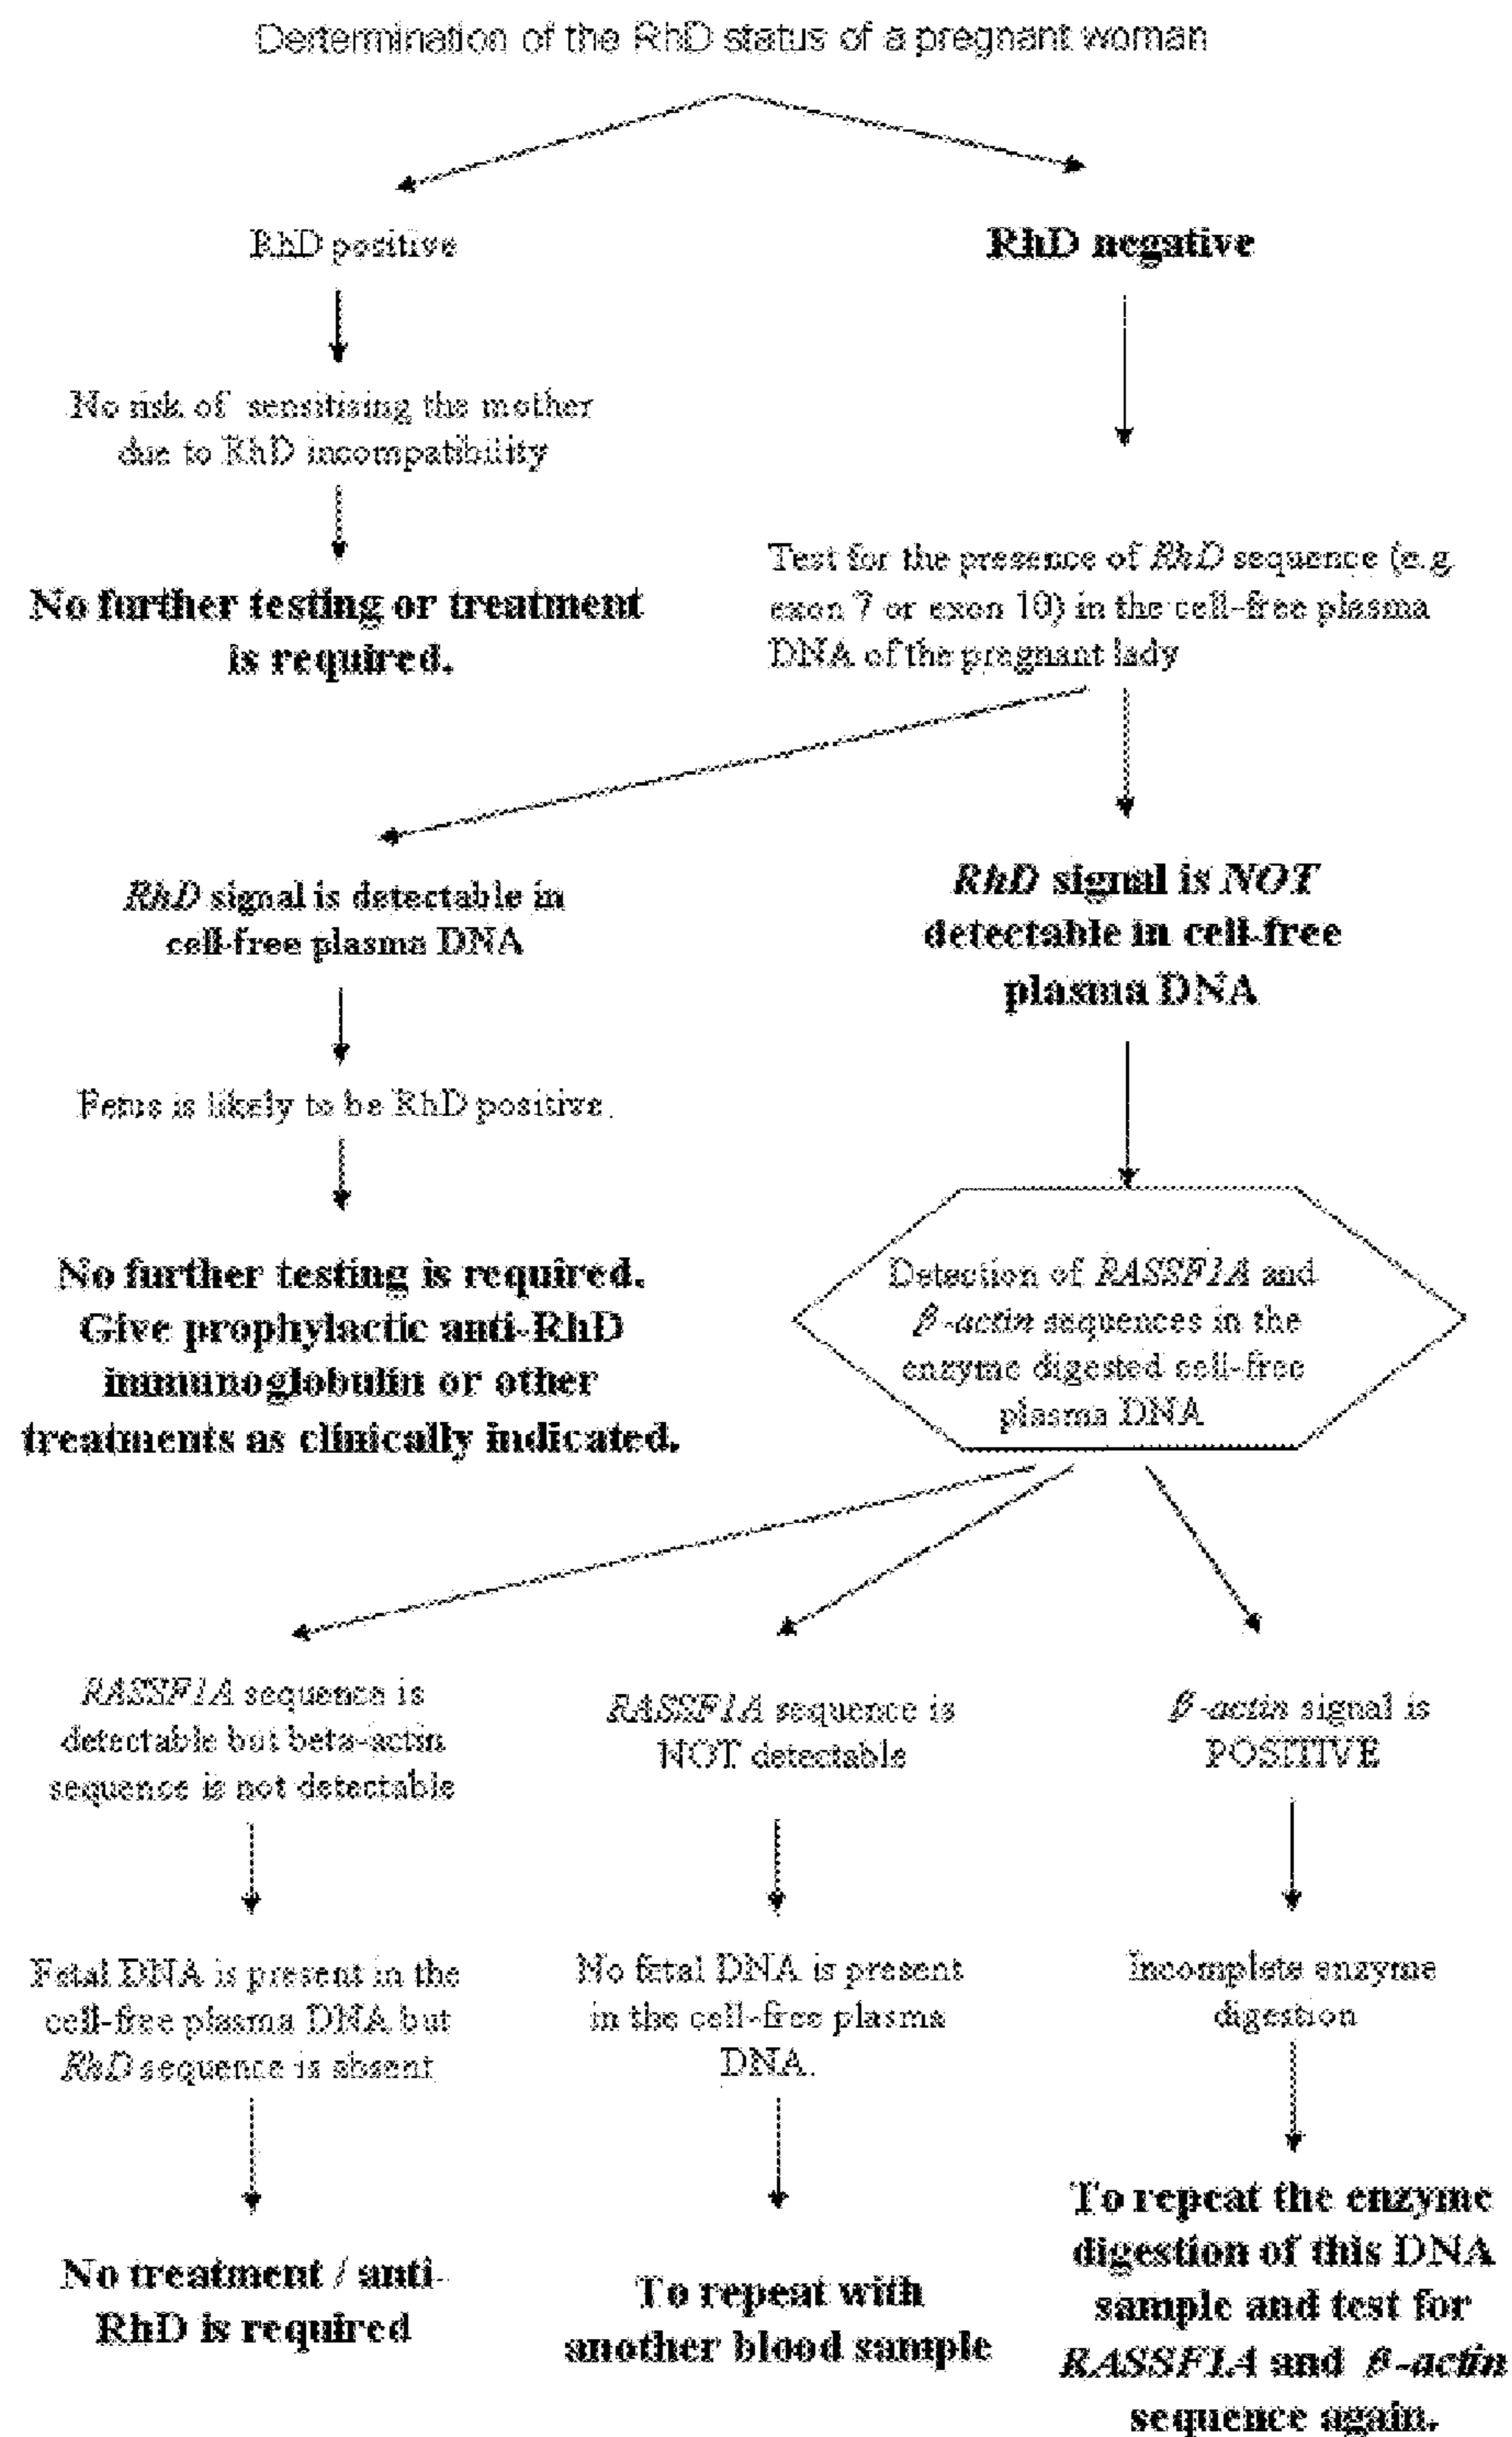 Dertermination of the RhD status of a pregnant woman
RhD positive
RhD negative
No risk of sensitising the mother
due to RhD incompatibility
No further testing or treatment
is required.
Test for the presence of RhD sequence (e.g.
exon 7 or exon 10) in the cell-free plasma
DNA of the pregnant lady
RhD signal is detectable in
cell-free plasma DNA
RhD signal is NOT
detectable in cell-free
plasma DNA
Fetus is likely to be RhD positive.
No further testing is required.
Give prophylactic anti-RhD
immunoglobulin or other
treatments as clinically indicated.
Detection of RASSF1A and
β-actin sequences in the
enzyme digested cell-free
plasma DNA
RASSF1A sequence is
detectable but beta-actin
sequence is not detectable
RASSF1A sequence is
NOT detectable
β-actin signal is
POSITIVE
Fetal DNA is present in the
cell-free plasma DNA but
RhD sequence is absent
No fetal DNA is present
in the cell-free plasma
DNA.
Incomplete enzyme
digestion
No treatment / anti-
RhD is required
To repeat with
another blood sample
To repeat the enzyme
digestion of this DNA
sample and test for
RASSF1A and β-actin
sequence again.